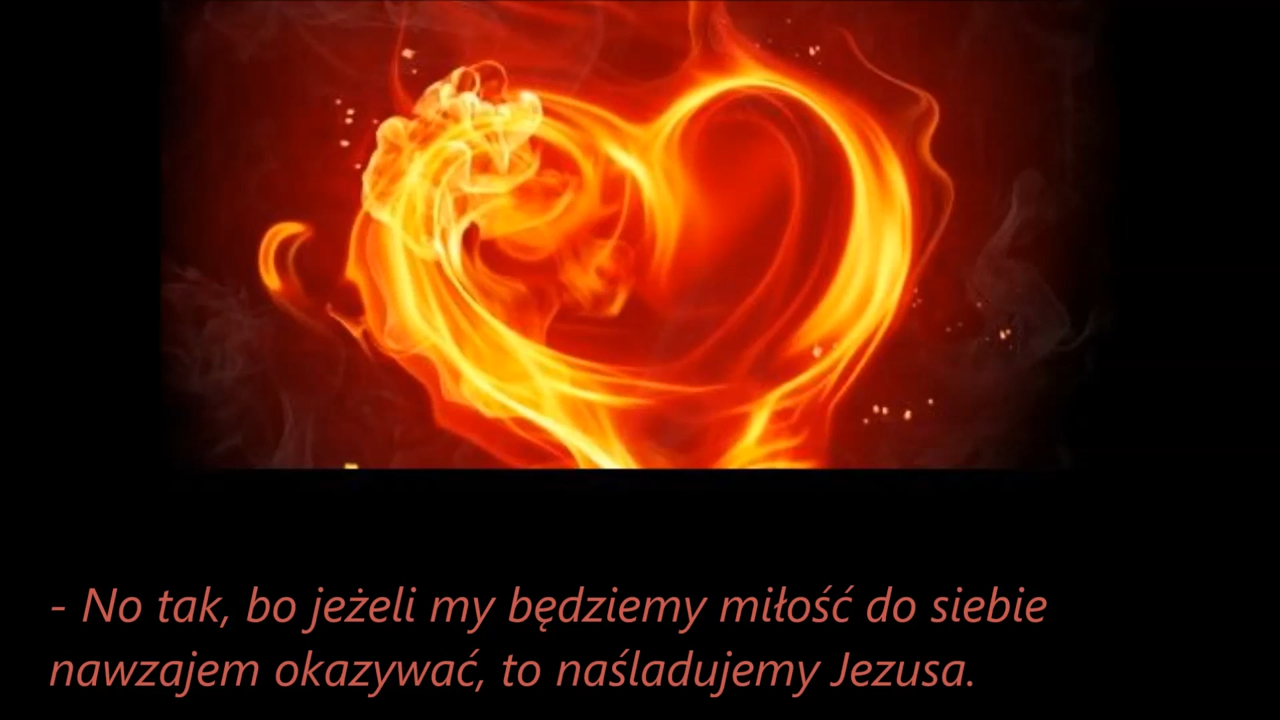 - No tak, bo jeżeli my będziemy miłość do siebie
nawzajem okazywać, to naśladujemy Jezusa.